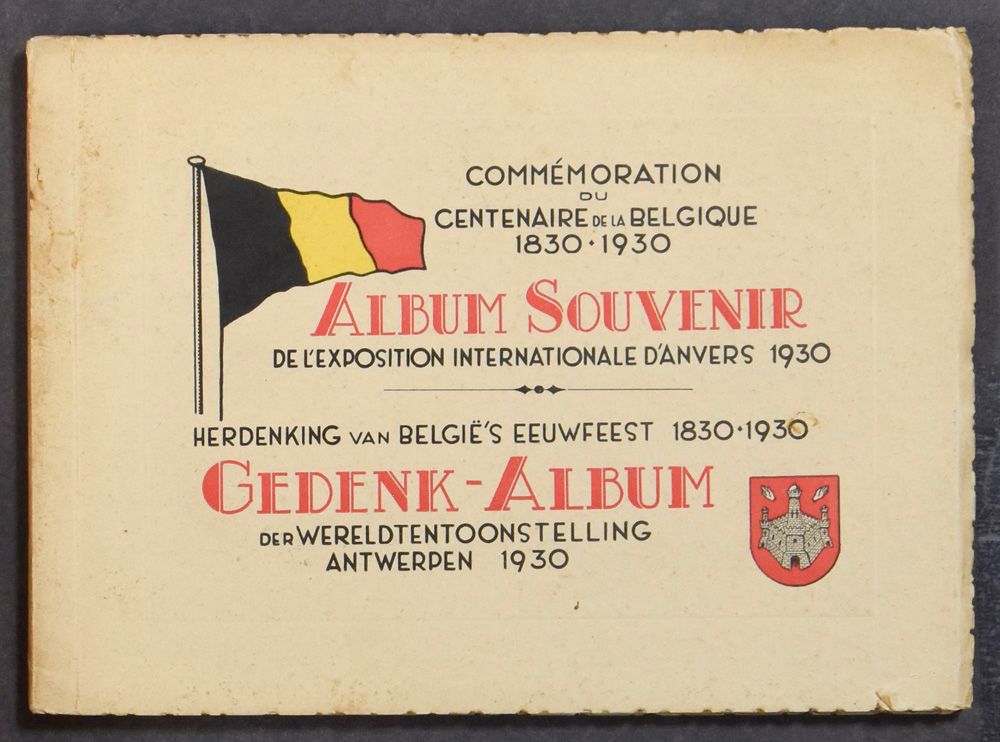 COMMÉMORATION
DU
CENTENAIRE DE LA BELGIQUE
1830 · 1930
ALBUM SOUVENIR
DE L'EXPOSITION INTERNATIONALE D'ANVERS 1930
HERDENKING VAN BELGIË'S EEUWFEEST 1830·1930
GEDENK-ALBUM
DER WERELDTENTOONSTELLING
ANTWERPEN 1930